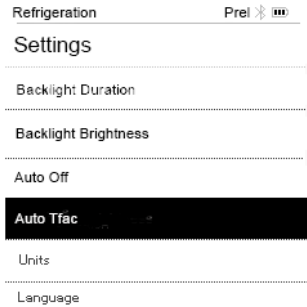 Refrigeration Prel
Settings
Backlight Duration
Backlight Brightness
Auto Off
Auto Tfac
Units
Language